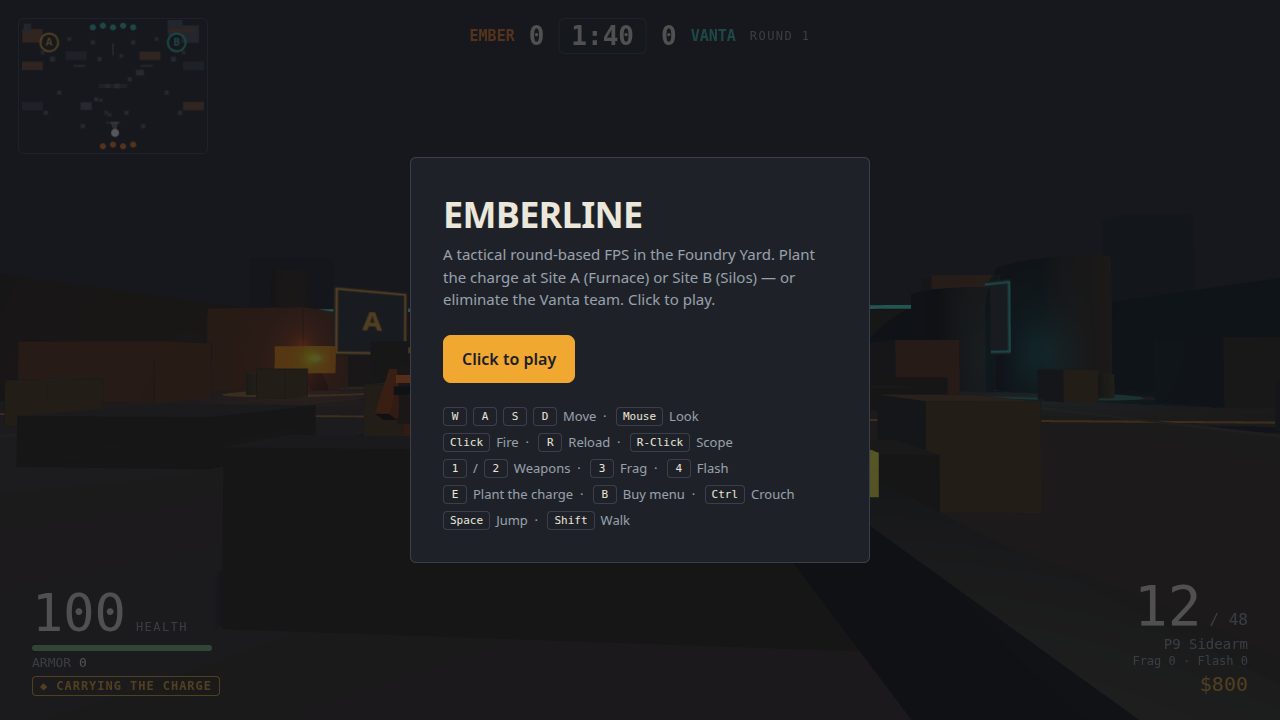 A
B
EMBER 0 1:40 0 VANTA ROUND 1
A
EMBERLINE
A tactical round-based FPS in the Foundry Yard. Plant
the charge at Site A (Furnace) or Site B (Silos) — or
eliminate the Vanta team. Click to play.
Click to play
W A S D Move · Mouse Look
Click Fire · R Reload · R-Click Scope
1 / 2 Weapons · 3 Frag · 4 Flash
E Plant the charge · B Buy menu · Ctrl Crouch
Space Jump · Shift Walk
100 HEALTH
ARMOR 0
◆ CARRYING THE CHARGE
12 / 48
P9 Sidearm
Frag 0 · Flash 0
$800